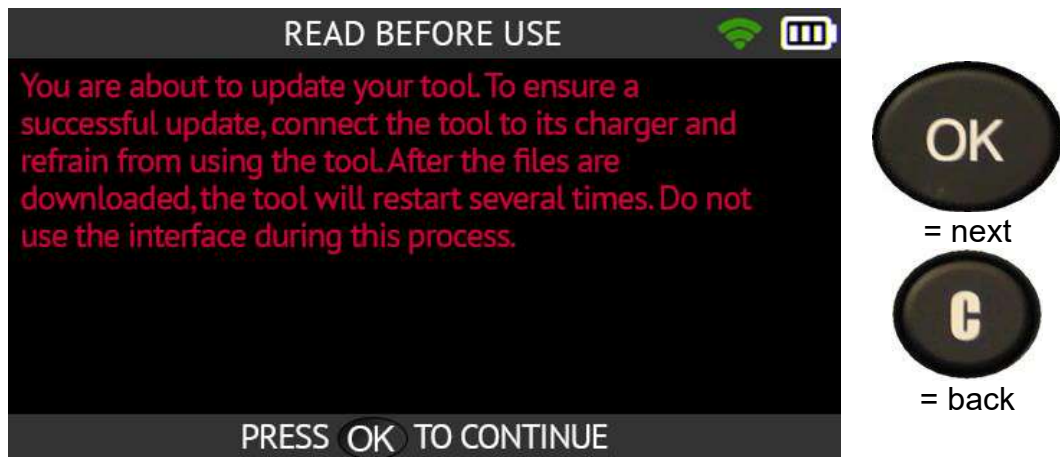 READ BEFORE USE
You are about to update your tool. To ensure a
successful update, connect the tool to its charger and
refrain from using the tool. After the files are
downloaded, the tool will restart several times. Do not
use the interface during this process.
PRESS OK TO CONTINUE
OK
= next
C
= back